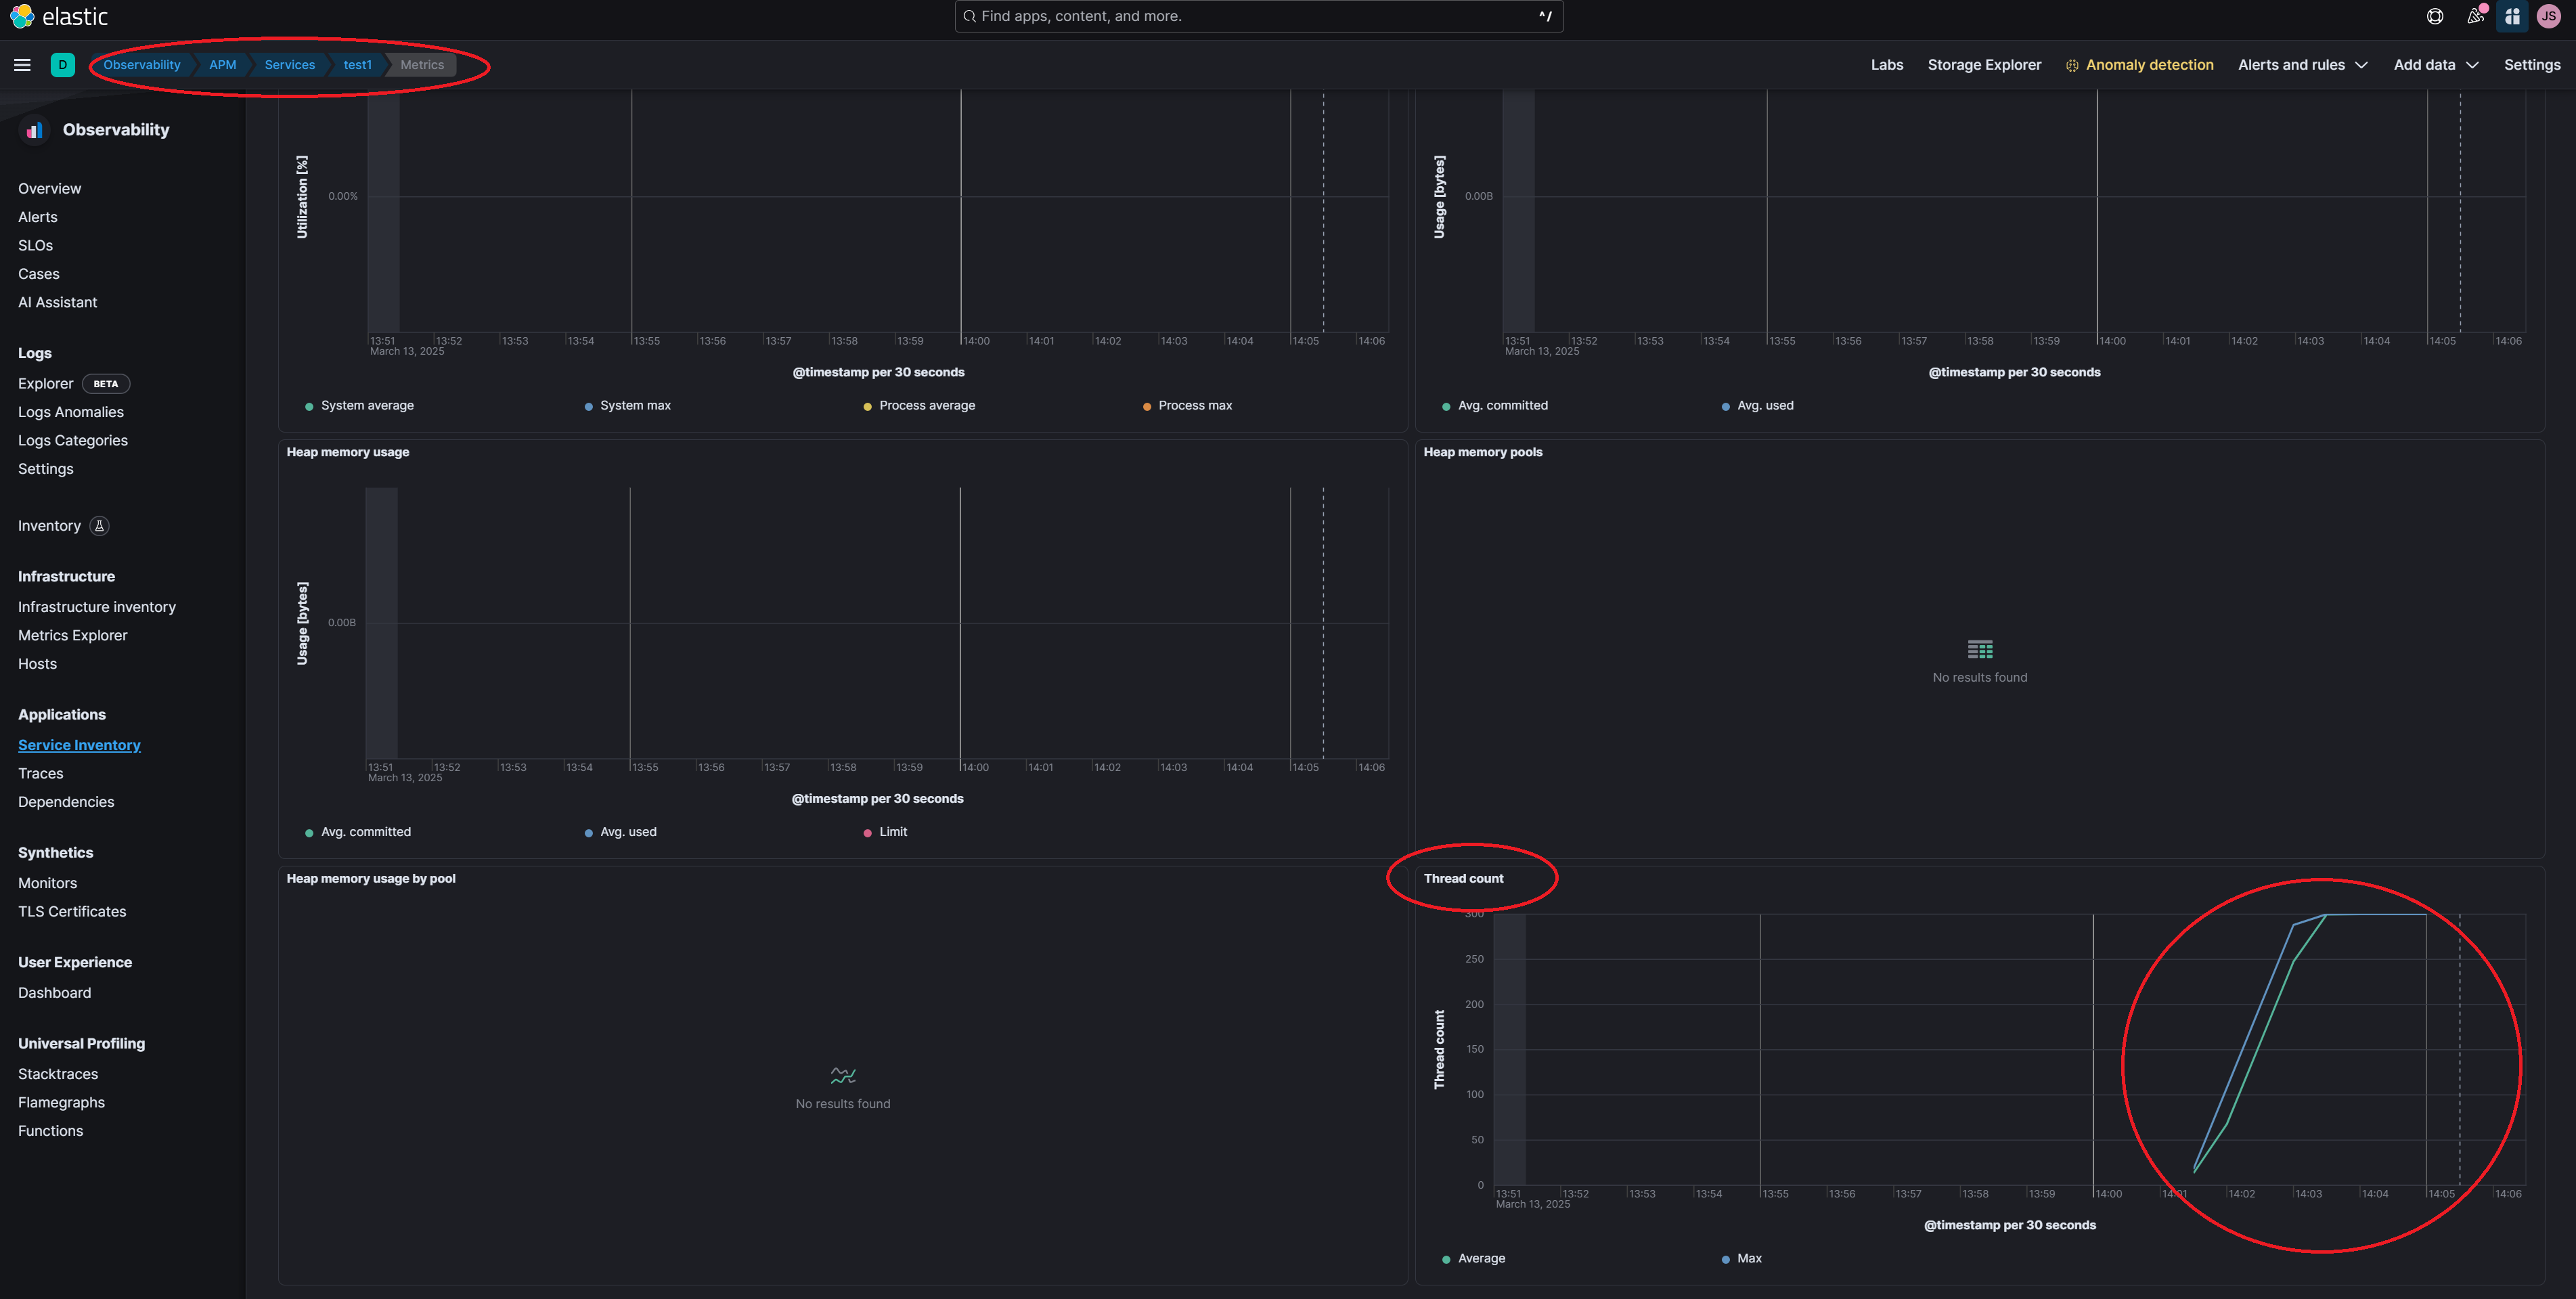 elastic
Find apps, content, and more.
^/
JS
D
Observability
APM
Services
test1
Metrics
Labs
Storage Explorer
Anomaly detection
Alerts and rules
Add data
Settings
Observability
Overview
Alerts
SLOs
Cases
AI Assistant
Logs
Explorer BETA
Logs Anomalies
Logs Categories
Settings
Inventory
Infrastructure
Infrastructure inventory
Metrics Explorer
Hosts
Applications
Service Inventory
Traces
Dependencies
Synthetics
Monitors
TLS Certificates
User Experience
Dashboard
Universal Profiling
Stacktraces
Flamegraphs
Functions
Utilization [%]
0.00%
13:51 13:52 13:53 13:54 13:55 13:56 13:57 13:58 13:59 14:00 14:01 14:02 14:03 14:04 14:05 14:06
March 13, 2025
@timestamp per 30 seconds
System average System max Process average Process max
Usage [bytes]
0.00B
13:51 13:52 13:53 13:54 13:55 13:56 13:57 13:58 13:59 14:00 14:01 14:02 14:03 14:04 14:05 14:06
March 13, 2025
@timestamp per 30 seconds
Avg. committed Avg. used
Heap memory usage
Usage [bytes]
0.00B
13:51 13:52 13:53 13:54 13:55 13:56 13:57 13:58 13:59 14:00 14:01 14:02 14:03 14:04 14:05 14:06
March 13, 2025
@timestamp per 30 seconds
Avg. committed Avg. used Limit
Heap memory pools
No results found
Heap memory usage by pool
No results found
Thread count
Thread count
300
250
200
150
100
50
0
13:51 13:52 13:53 13:54 13:55 13:56 13:57 13:58 13:59 14:00 14:01 14:02 14:03 14:04 14:05 14:06
March 13, 2025
@timestamp per 30 seconds
Average Max